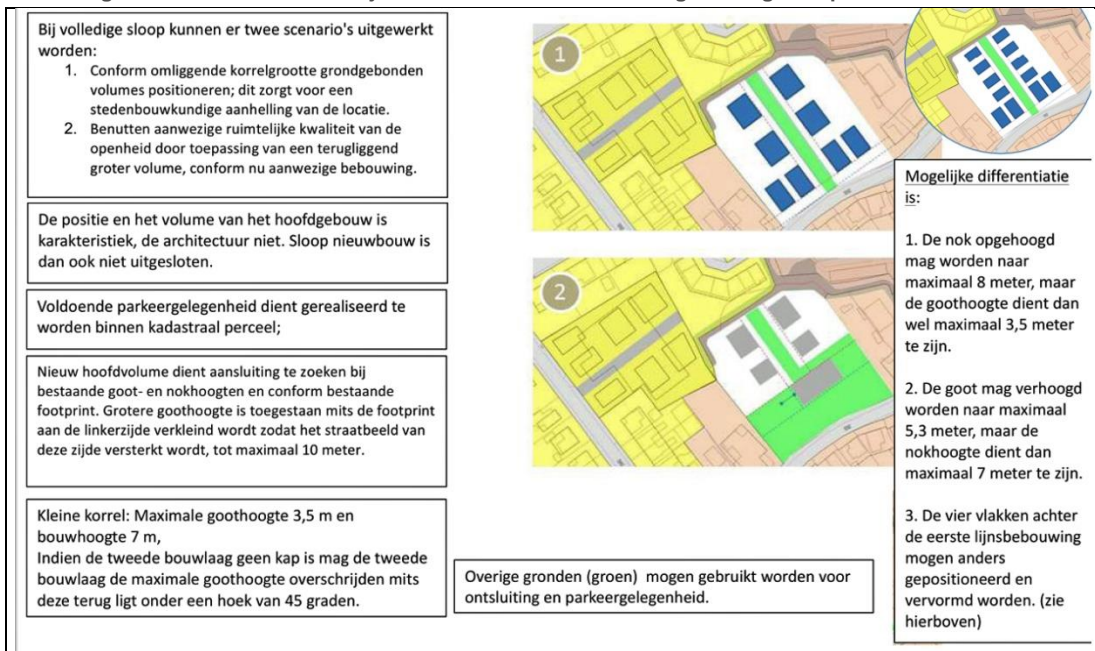 Bij volledige sloop kunnen er twee scenario's uitgewerkt
worden:
1. Conform omliggende korrelgrootte grondgebonden
volumes positioneren; dit zorgt voor een
stedenbouwkundige aanhelling van de locatie.
2. Benutten aanwezige ruimtelijke kwaliteit van de
openheid door toepassing van een terugliggend
groter volume, conform nu aanwezige bebouwing.
De positie en het volume van het hoofdgebouw is
karakteristiek, de architectuur niet. Sloop nieuwbouw is
dan ook niet uitgesloten.
Voldoende parkeergelegenheid dient gerealiseerd te
worden binnen kadastraal perceel;
Nieuw hoofdvolume dient aansluiting te zoeken bij
bestaande goot- en nokhoogten en conform bestaande
footprint. Grotere goothoogte is toegestaan mits de footprint
aan de linkerzijde verkleind wordt zodat het straatbeeld van
deze zijde versterkt wordt, tot maximaal 10 meter.
Kleine korrel: Maximale goothoogte 3,5 m en
bouwhoogte 7 m,
Indien de tweede bouwlaag geen kap is mag de tweede
bouwlaag de maximale goothoogte overschrijden mits
deze terug ligt onder een hoek van 45 graden.
1
2
Overige gronden (groen) mogen gebruikt worden voor
ontsluiting en parkeergelegenheid.
Mogelijke differentiatie
is:
1. De nok opgehoogd
mag worden naar
maximaal 8 meter, maar
de goothoogte dient dan
wel maximaal 3,5 meter
te zijn.
2. De goot mag verhoogd
worden naar maximaal
5,3 meter, maar de
nokhoogte dient dan
maximaal 7 meter te zijn.
3. De vier vlakken achter
de eerste lijnsbebouwing
mogen anders
gepositioneerd en
vervormd worden. (zie
hierboven)